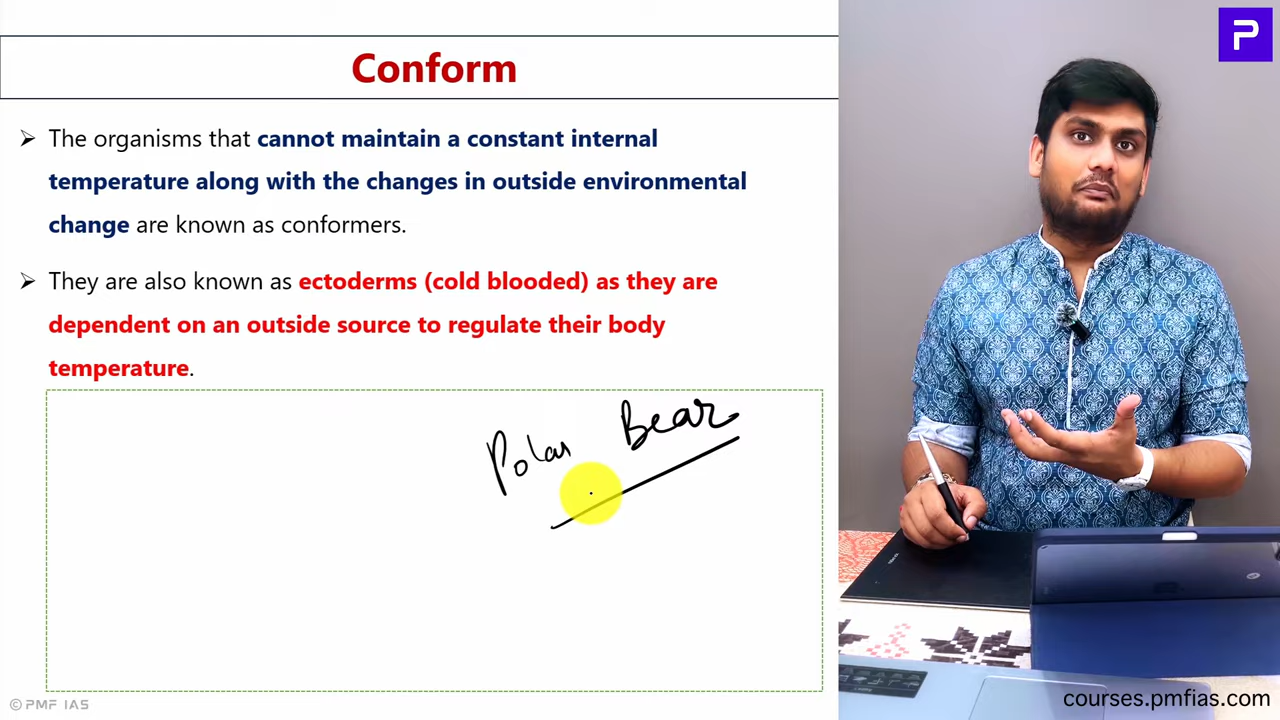 P
Conform
➢ The organisms that cannot maintain a constant internal
temperature along with the changes in outside environmental
change are known as conformers.
➢ They are also known as ectoderms (cold blooded) as they are
dependent on an outside source to regulate their body
temperature.
Polar Bear
© PMF IAS
courses.pmfias.com